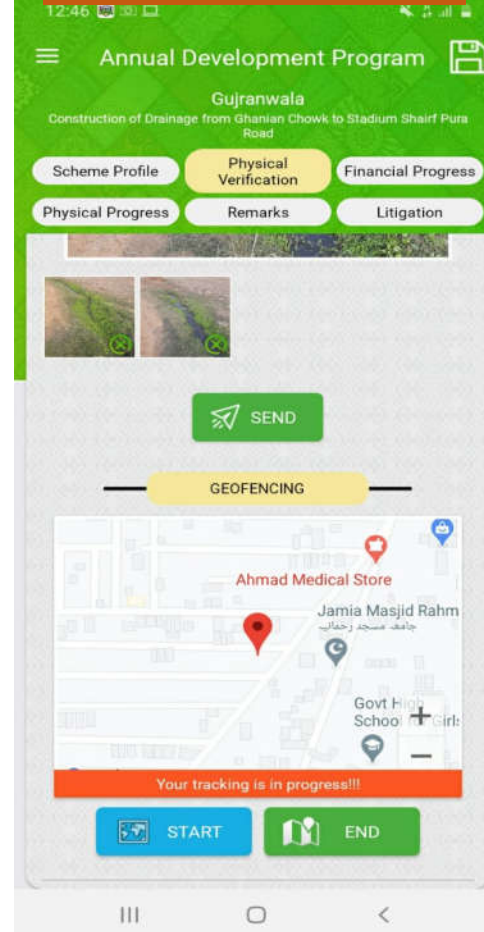 12:46
Annual Development Program
Gujranwala
Construction of Drainage from Ghanian Chowk to Stadium Shairf Pura
Road
Scheme Profile
Physical
Verification
Financial Progress
Physical Progress
Remarks
Litigation
SEND
GEOFENCING
Ahmad Medical Store
Jamia Masjid Rahm
جامعہ مسجد رحمانیہ
Govt High
School for Girls
+
−
Your tracking is in progress!!!
START
END